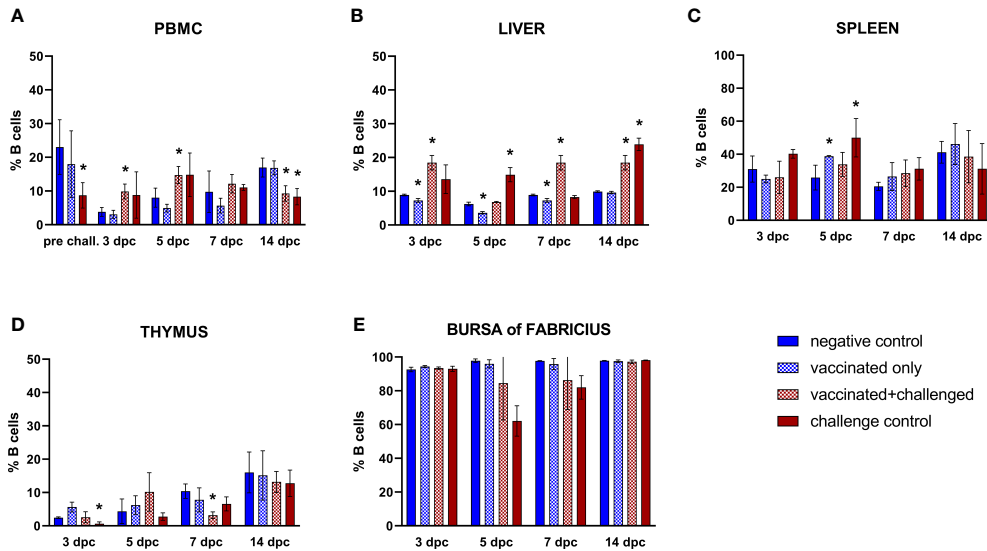 A
PBMC
50
40
30
20
10
0
% B cells
pre chall. 3 dpc 5 dpc 7 dpc 14 dpc
* * * * *
B
LIVER
50
40
30
20
10
0
% B cells
3 dpc 5 dpc 7 dpc 14 dpc
* * * * * * * *
C
SPLEEN
100
80
60
40
20
0
% B cells
3 dpc 5 dpc 7 dpc 14 dpc
* *
D
THYMUS
50
40
30
20
10
0
% B cells
3 dpc 5 dpc 7 dpc 14 dpc
* *
E
BURSA of FABRICIUS
100
80
60
40
20
0
% B cells
3 dpc 5 dpc 7 dpc 14 dpc
negative control
vaccinated only
vaccinated+challenged
challenge control